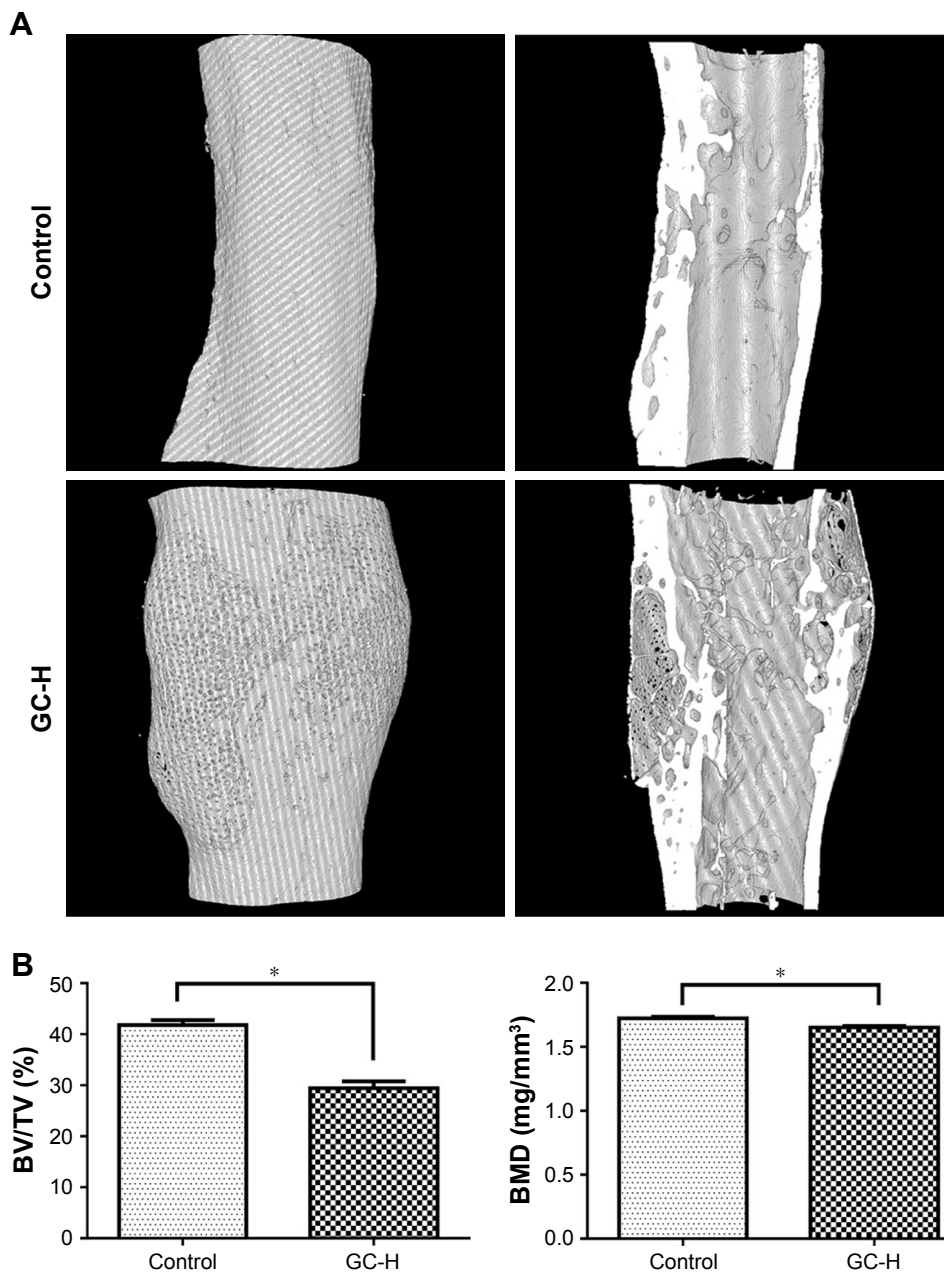 A
Control
GC-H
B
BV/TV (%)
50
40
30
20
10
0
*
Control
GC-H
BMD (mg/mm³)
2.0
1.5
1.0
0.5
0.0
*
Control
GC-H